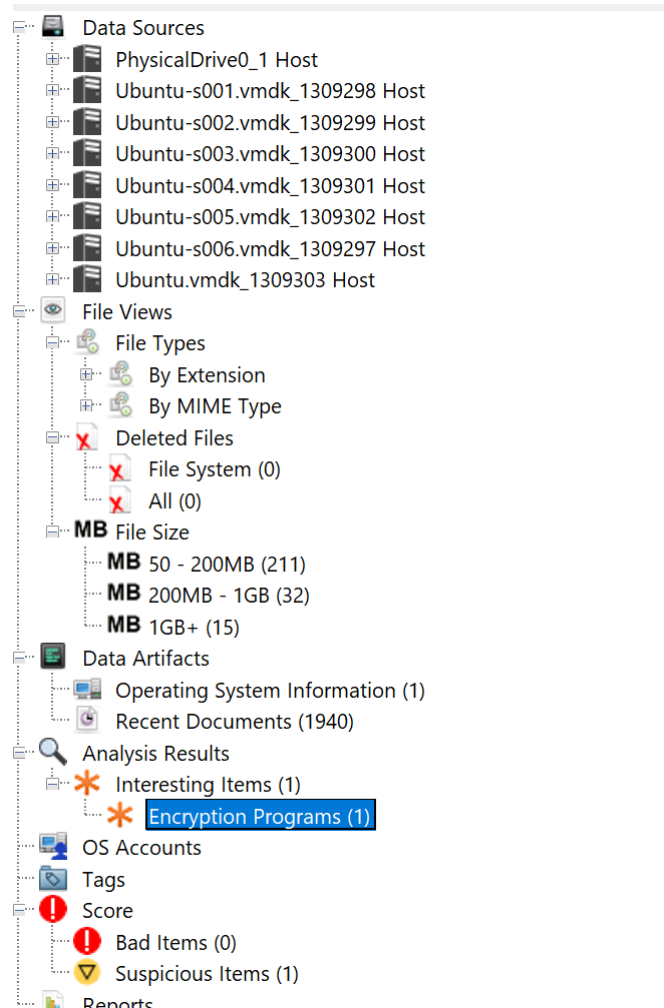 Data Sources
PhysicalDrive0_1 Host
Ubuntu-s001.vmdk_1309298 Host
Ubuntu-s002.vmdk_1309299 Host
Ubuntu-s003.vmdk_1309300 Host
Ubuntu-s004.vmdk_1309301 Host
Ubuntu-s005.vmdk_1309302 Host
Ubuntu-s006.vmdk_1309297 Host
Ubuntu.vmdk_1309303 Host
File Views
File Types
By Extension
By MIME Type
Deleted Files
File System (0)
All (0)
MB File Size
MB 50 - 200MB (211)
MB 200MB - 1GB (32)
MB 1GB+ (15)
Data Artifacts
Operating System Information (1)
Recent Documents (1940)
Analysis Results
Interesting Items (1)
Encryption Programs (1)
OS Accounts
Tags
Score
Bad Items (0)
Suspicious Items (1)
Reports